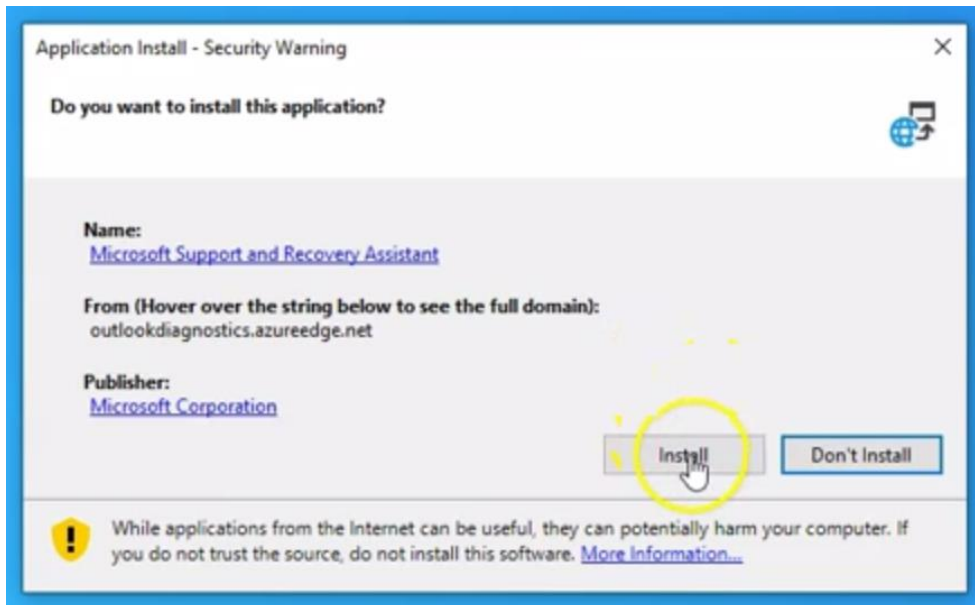 Application Install - Security Warning
Do you want to install this application?
Name:
Microsoft Support and Recovery Assistant
From (Hover over the string below to see the full domain):
outlookdiagnostics.azureedge.net
Publisher:
Microsoft Corporation
Install
Don't Install
While applications from the Internet can be useful, they can potentially harm your computer. If
you do not trust the source, do not install this software. More Information...